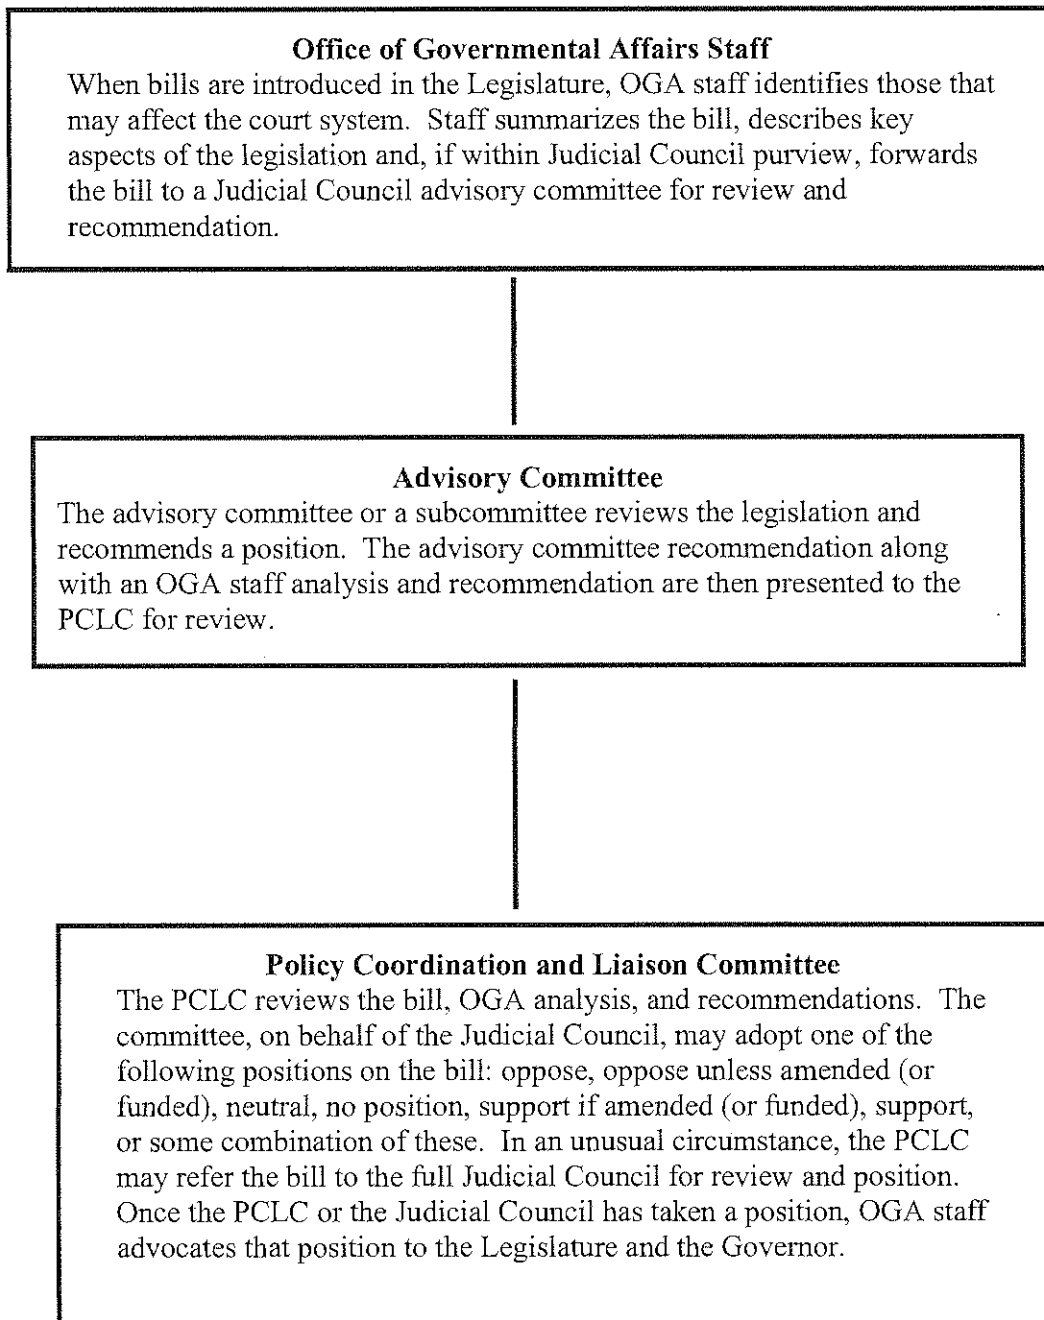 Office of Governmental Affairs Staff
When bills are introduced in the Legislature, OGA staff identifies those that
may affect the court system.  Staff summarizes the bill, describes key
aspects of the legislation and, if within Judicial Council purview, forwards
the bill to a Judicial Council advisory committee for review and
recommendation.
Advisory Committee
The advisory committee or a subcommittee reviews the legislation and
recommends a position.  The advisory committee recommendation along
with an OGA staff analysis and recommendation are then presented to the
PCLC for review.
Policy Coordination and Liaison Committee
The PCLC reviews the bill, OGA analysis, and recommendations.  The
committee, on behalf of the Judicial Council, may adopt one of the
following positions on the bill: oppose, oppose unless amended (or
funded), neutral, no position, support if amended (or funded), support,
or some combination of these.  In an unusual circumstance, the PCLC
may refer the bill to the full Judicial Council for review and position.
Once the PCLC or the Judicial Council has taken a position, OGA staff
advocates that position to the Legislature and the Governor.